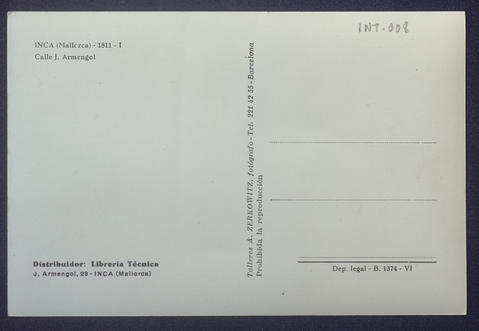 INT-008
INCA (Mallorca) - 1811 - I
Calle J. Armengol
Talleres A. ZERKOWITZ, fotógrafo - Tel. 221 42 55 - Barcelona
Prohibida la reproducción
Distribuidor: Librería Técnica
J. Armengol, 23 - INCA (Mallorca)
Dep. legal - B. 1374 - VI